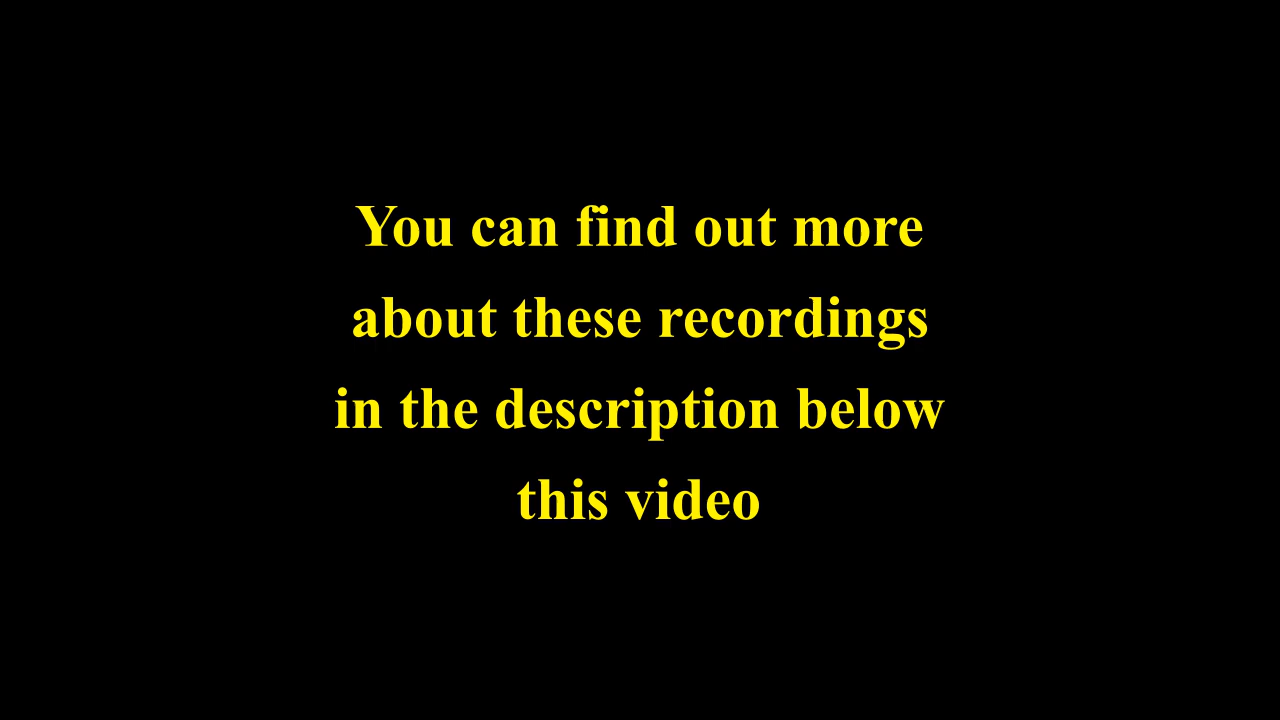 You can find out more
about these recordings
in the description below
this video